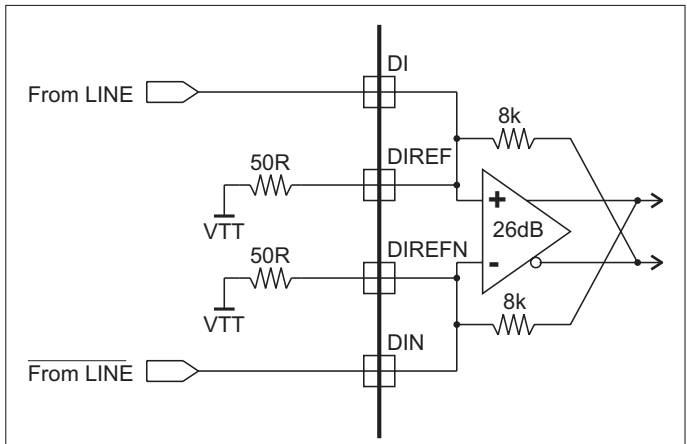 DI
From LINE
8k
DIREF
50R
+
VTT
26dB
DIREFN
50R
-
VTT
8k
DIN
From LINE